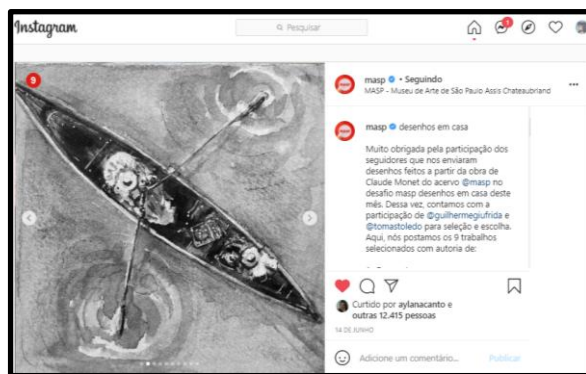 Instagram
Pesquisar
1
9
masp • Seguindo
MASP - Museu de Arte de São Paulo Assis Chateaubriand
masp desenhos em casa
Muito obrigada pela participação dos
seguidores que nos enviaram
desenhos feitos a partir da obra de
Claude Monet do acervo @masp no
desafio masp desenhos em casa deste
mês. Dessa vez, contamos com a
participação de @guilhermegiufrida e
@tomastoledo para seleção e escolha.
Aqui, nós postamos os 9 trabalhos
selecionados com autoria de:
Curtido por aylanacanto e
outras 12.415 pessoas
14 DE JUNHO
Adicione um comentário...
Publicar